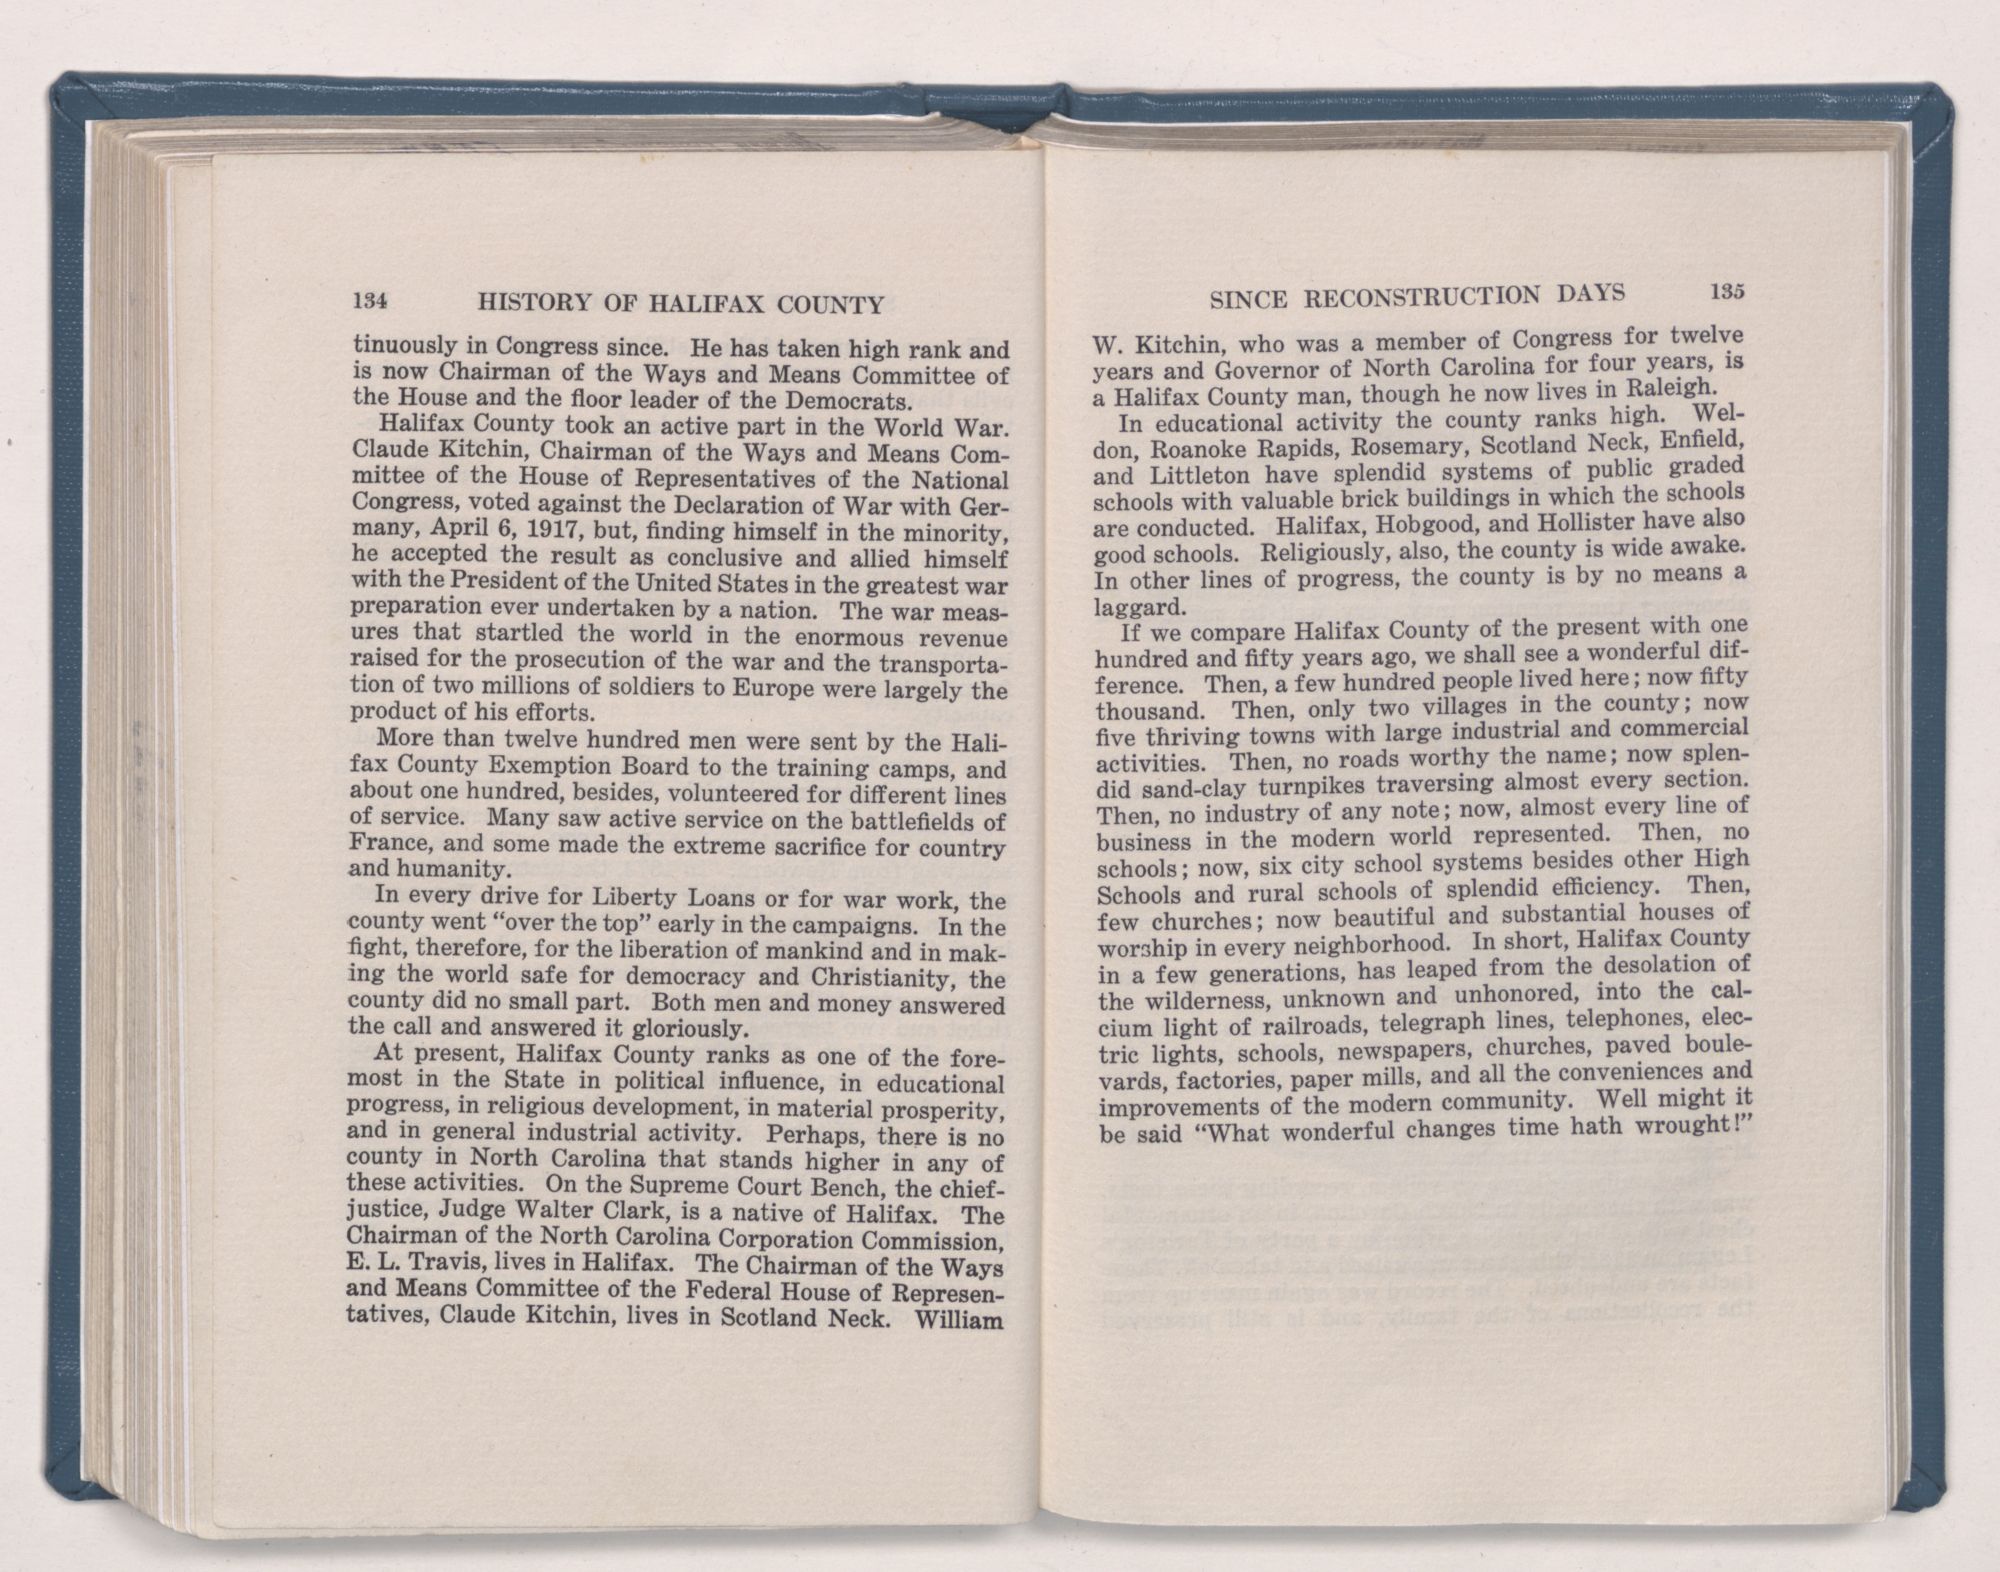 134 HISTORY OF HALIFAX COUNTY
tinuously in Congress since. He has taken high rank and
is now Chairman of the Ways and Means Committee of
the House and the floor leader of the Democrats.
Halifax County took an active part in the World War.
Claude Kitchin, Chairman of the Ways and Means Com-
mittee of the House of Representatives of the National
Congress, voted against the Declaration of War with Ger-
many, April 6, 1917, but, finding himself in the minority,
he accepted the result as conclusive and allied himself
with the President of the United States in the greatest war
preparation ever undertaken by a nation. The war meas-
ures that startled the world in the enormous revenue
raised for the prosecution of the war and the transporta-
tion of two millions of soldiers to Europe were largely the
product of his efforts.
More than twelve hundred men were sent by the Hali-
fax County Exemption Board to the training camps, and
about one hundred, besides, volunteered for different lines
of service. Many saw active service on the battlefields of
France, and some made the extreme sacrifice for country
and humanity.
In every drive for Liberty Loans or for war work, the
county went “over the top” early in the campaigns. In the
fight, therefore, for the liberation of mankind and in mak-
ing the world safe for democracy and Christianity, the
county did no small part. Both men and money answered
the call and answered it gloriously.
At present, Halifax County ranks as one of the fore-
most in the State in political influence, in educational
progress, in religious development, in material prosperity,
and in general industrial activity. Perhaps, there is no
county in North Carolina that stands higher in any of
these activities. On the Supreme Court Bench, the chief-
justice, Judge Walter Clark, is a native of Halifax. The
Chairman of the North Carolina Corporation Commission,
E. L. Travis, lives in Halifax. The Chairman of the Ways
and Means Committee of the Federal House of Represen-
tatives, Claude Kitchin, lives in Scotland Neck. William
SINCE RECONSTRUCTION DAYS 135
W. Kitchin, who was a member of Congress for twelve
years and Governor of North Carolina for four years, is
a Halifax County man, though he now lives in Raleigh.
In educational activity the county ranks high. Wel-
don, Roanoke Rapids, Rosemary, Scotland Neck, Enfield,
and Littleton have splendid systems of public graded
schools with valuable brick buildings in which the schools
are conducted. Halifax, Hobgood, and Hollister have also
good schools. Religiously, also, the county is wide awake.
In other lines of progress, the county is by no means a
laggard.
If we compare Halifax County of the present with one
hundred and fifty years ago, we shall see a wonderful dif-
ference. Then, a few hundred people lived here; now fifty
thousand. Then, only two villages in the county; now
five thriving towns with large industrial and commercial
activities. Then, no roads worthy the name; now splen-
did sand-clay turnpikes traversing almost every section.
Then, no industry of any note; now, almost every line of
business in the modern world represented. Then, no
schools; now, six city school systems besides other High
Schools and rural schools of splendid efficiency. Then,
few churches; now beautiful and substantial houses of
worship in every neighborhood. In short, Halifax County
in a few generations, has leaped from the desolation of
the wilderness, unknown and unhonored, into the cal-
cium light of railroads, telegraph lines, telephones, elec-
tric lights, schools, newspapers, churches, paved boule-
vards, factories, paper mills, and all the conveniences and
improvements of the modern community. Well might it
be said “What wonderful changes time hath wrought!”